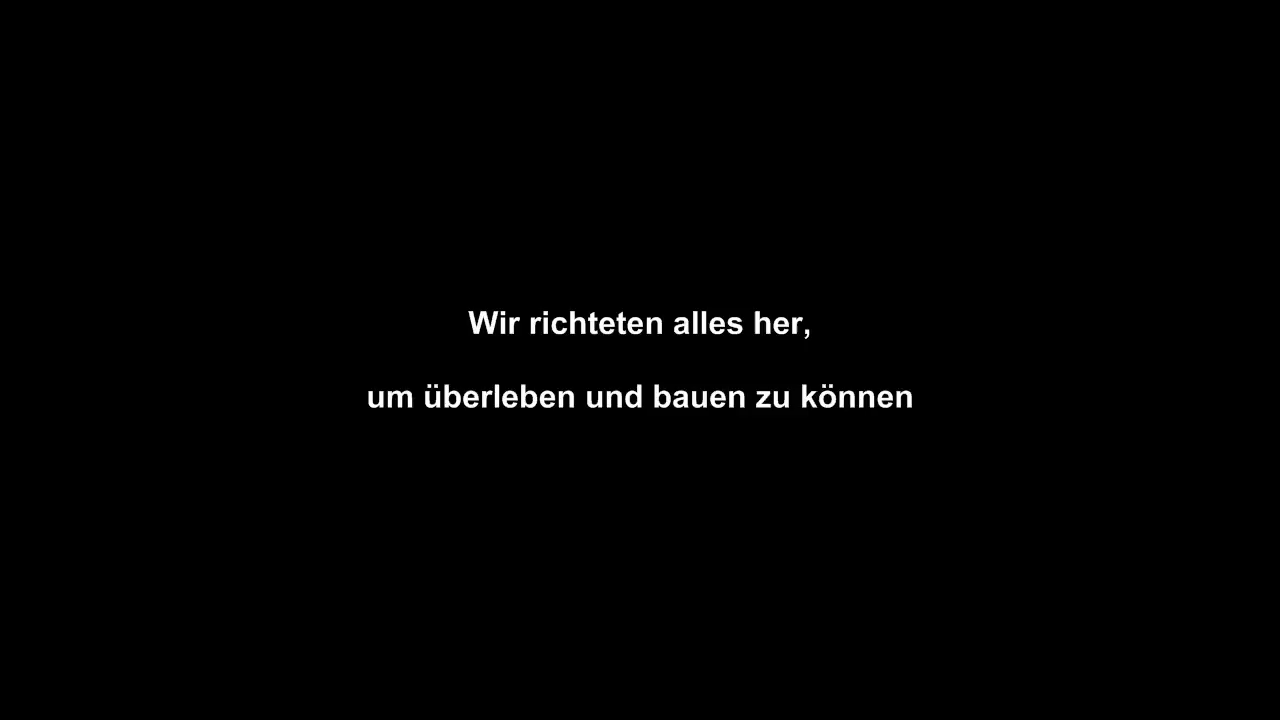 Wir richteten alles her,
um überleben und bauen zu können